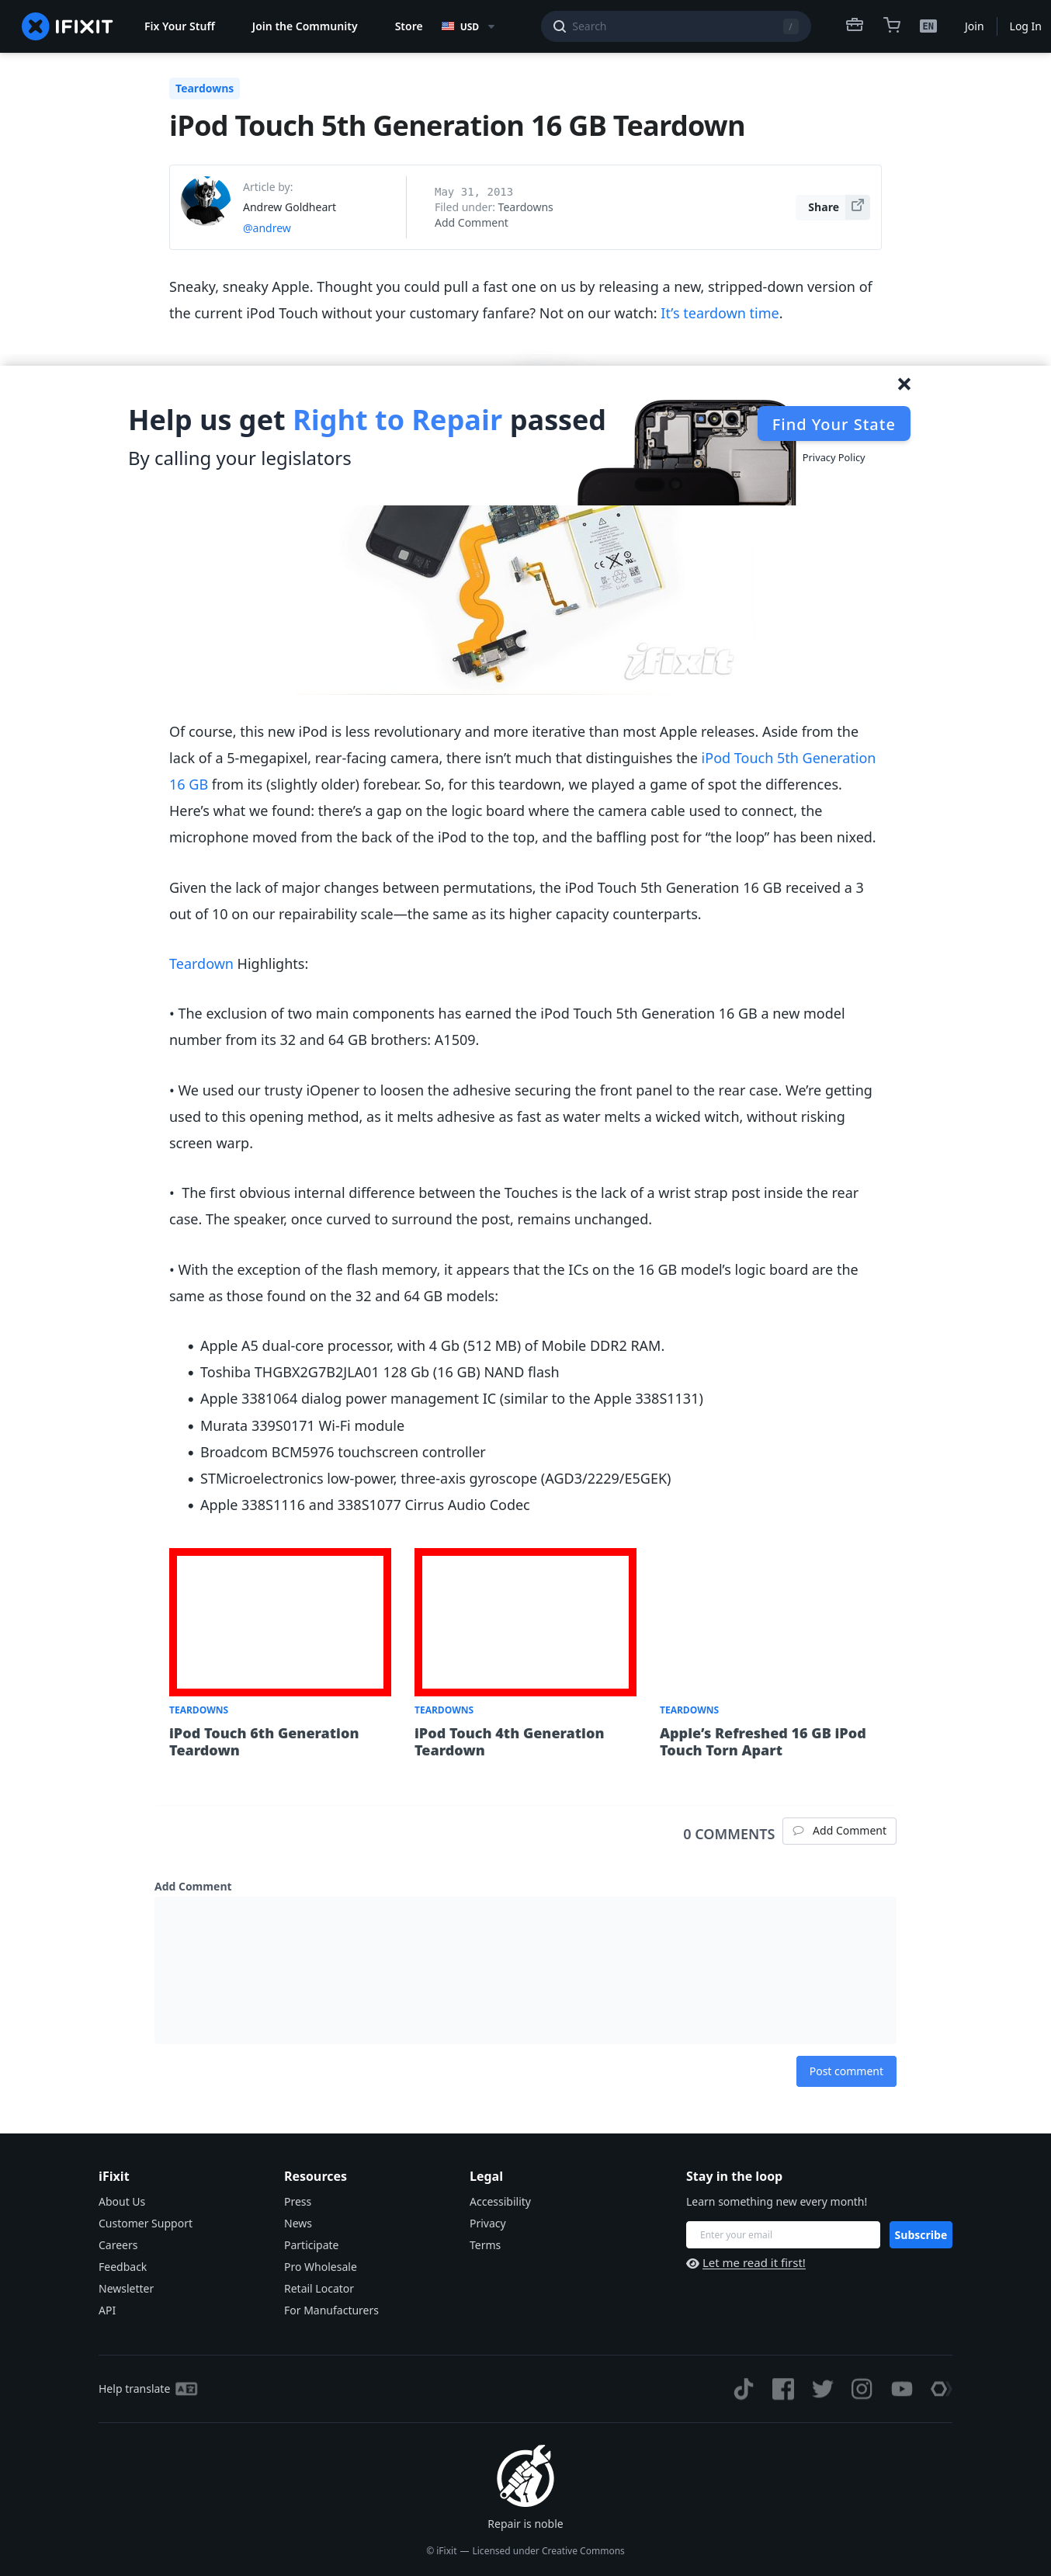 IFIXIT
Fix Your Stuff
Join the Community
Store
USD
Search
/
EN
Join
Log In
Teardowns
iPod Touch 5th Generation 16 GB Teardown
Article by:
Andrew Goldheart
@andrew
May 31, 2013
Filed under: Teardowns
Add Comment
Share
Sneaky, sneaky Apple. Thought you could pull a fast one on us by releasing a new, stripped-down version of
the current iPod Touch without your customary fanfare? Not on our watch: It’s teardown time.
Help us get Right to Repair passed
By calling your legislators
Find Your State
Privacy Policy
iFixit
Of course, this new iPod is less revolutionary and more iterative than most Apple releases. Aside from the
lack of a 5-megapixel, rear-facing camera, there isn’t much that distinguishes the iPod Touch 5th Generation
16 GB from its (slightly older) forebear. So, for this teardown, we played a game of spot the differences.
Here’s what we found: there’s a gap on the logic board where the camera cable used to connect, the
microphone moved from the back of the iPod to the top, and the baffling post for “the loop” has been nixed.
Given the lack of major changes between permutations, the iPod Touch 5th Generation 16 GB received a 3
out of 10 on our repairability scale—the same as its higher capacity counterparts.
Teardown Highlights:
• The exclusion of two main components has earned the iPod Touch 5th Generation 16 GB a new model
number from its 32 and 64 GB brothers: A1509.
• We used our trusty iOpener to loosen the adhesive securing the front panel to the rear case. We’re getting
used to this opening method, as it melts adhesive as fast as water melts a wicked witch, without risking
screen warp.
• The first obvious internal difference between the Touches is the lack of a wrist strap post inside the rear
case. The speaker, once curved to surround the post, remains unchanged.
• With the exception of the flash memory, it appears that the ICs on the 16 GB model’s logic board are the
same as those found on the 32 and 64 GB models:
• Apple A5 dual-core processor, with 4 Gb (512 MB) of Mobile DDR2 RAM.
• Toshiba THGBX2G7B2JLA01 128 Gb (16 GB) NAND flash
• Apple 3381064 dialog power management IC (similar to the Apple 338S1131)
• Murata 339S0171 Wi-Fi module
• Broadcom BCM5976 touchscreen controller
• STMicroelectronics low-power, three-axis gyroscope (AGD3/2229/E5GEK)
• Apple 338S1116 and 338S1077 Cirrus Audio Codec
TEARDOWNS
iPod Touch 6th Generation
Teardown
TEARDOWNS
iPod Touch 4th Generation
Teardown
TEARDOWNS
Apple’s Refreshed 16 GB iPod
Touch Torn Apart
0 COMMENTS
Add Comment
Add Comment
Post comment
iFixit
About Us
Customer Support
Careers
Feedback
Newsletter
API
Resources
Press
News
Participate
Pro Wholesale
Retail Locator
For Manufacturers
Legal
Accessibility
Privacy
Terms
Stay in the loop
Learn something new every month!
Enter your email
Subscribe
Let me read it first!
Help translate
Repair is noble
© iFixit — Licensed under Creative Commons